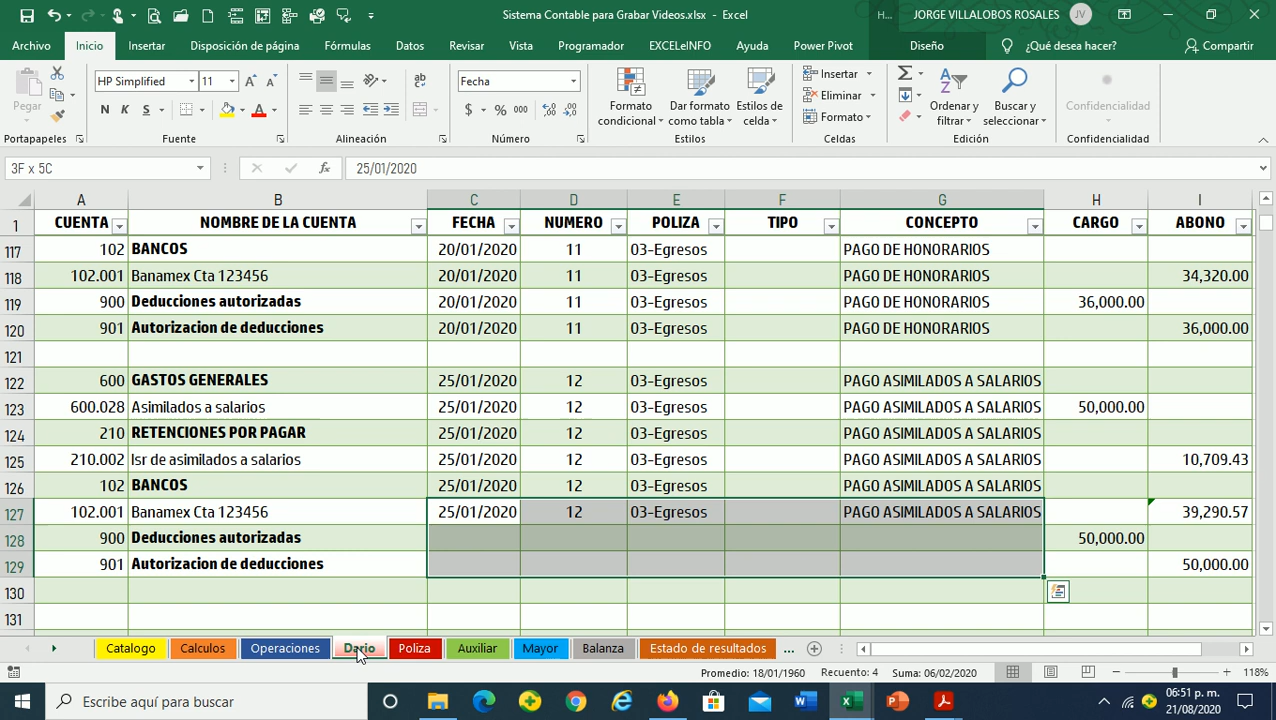 Sistema Contable para Grabar Videos.xlsx - Excel
H...
JORGE VILLALOBOS ROSALES
JV
Archivo Inicio Insertar Disposición de página Fórmulas Datos Revisar Vista Programador EXCELeINFO Ayuda Power Pivot Diseño ¿Qué desea hacer? Compartir
Pegar
HP Simplified 11
N K S
Fecha
$ % 000
Formato condicional
Dar formato como tabla
Estilos de celda
Insertar
Eliminar
Formato
Ordenar y filtrar
Buscar y seleccionar
Confidencialidad
Portapapeles Fuente Alineación Número Estilos Celdas Edición Confidencialidad
3F x 5C fx 25/01/2020
A B C D E F G H I
1 CUENTA NOMBRE DE LA CUENTA FECHA NUMERO POLIZA TIPO CONCEPTO CARGO ABONO
117 102 BANCOS 20/01/2020 11 03-Egresos PAGO DE HONORARIOS
118 102.001 Banamex Cta 123456 20/01/2020 11 03-Egresos PAGO DE HONORARIOS 34,320.00
119 900 Deducciones autorizadas 20/01/2020 11 03-Egresos PAGO DE HONORARIOS 36,000.00
120 901 Autorizacion de deducciones 20/01/2020 11 03-Egresos PAGO DE HONORARIOS 36,000.00
121
122 600 GASTOS GENERALES 25/01/2020 12 03-Egresos PAGO ASIMILADOS A SALARIOS
123 600.028 Asimilados a salarios 25/01/2020 12 03-Egresos PAGO ASIMILADOS A SALARIOS 50,000.00
124 210 RETENCIONES POR PAGAR 25/01/2020 12 03-Egresos PAGO ASIMILADOS A SALARIOS
125 210.002 Isr de asimilados a salarios 25/01/2020 12 03-Egresos PAGO ASIMILADOS A SALARIOS 10,709.43
126 102 BANCOS 25/01/2020 12 03-Egresos PAGO ASIMILADOS A SALARIOS
127 102.001 Banamex Cta 123456 25/01/2020 12 03-Egresos PAGO ASIMILADOS A SALARIOS 39,290.57
128 900 Deducciones autorizadas 50,000.00
129 901 Autorizacion de deducciones 50,000.00
130
131
Catalogo Calculos Operaciones Dario Poliza Auxiliar Mayor Balanza Estado de resultados ...
Promedio: 18/01/1960 Recuento: 4 Suma: 06/02/2020 118%
Escribe aquí para buscar
06:51 p. m.
21/08/2020